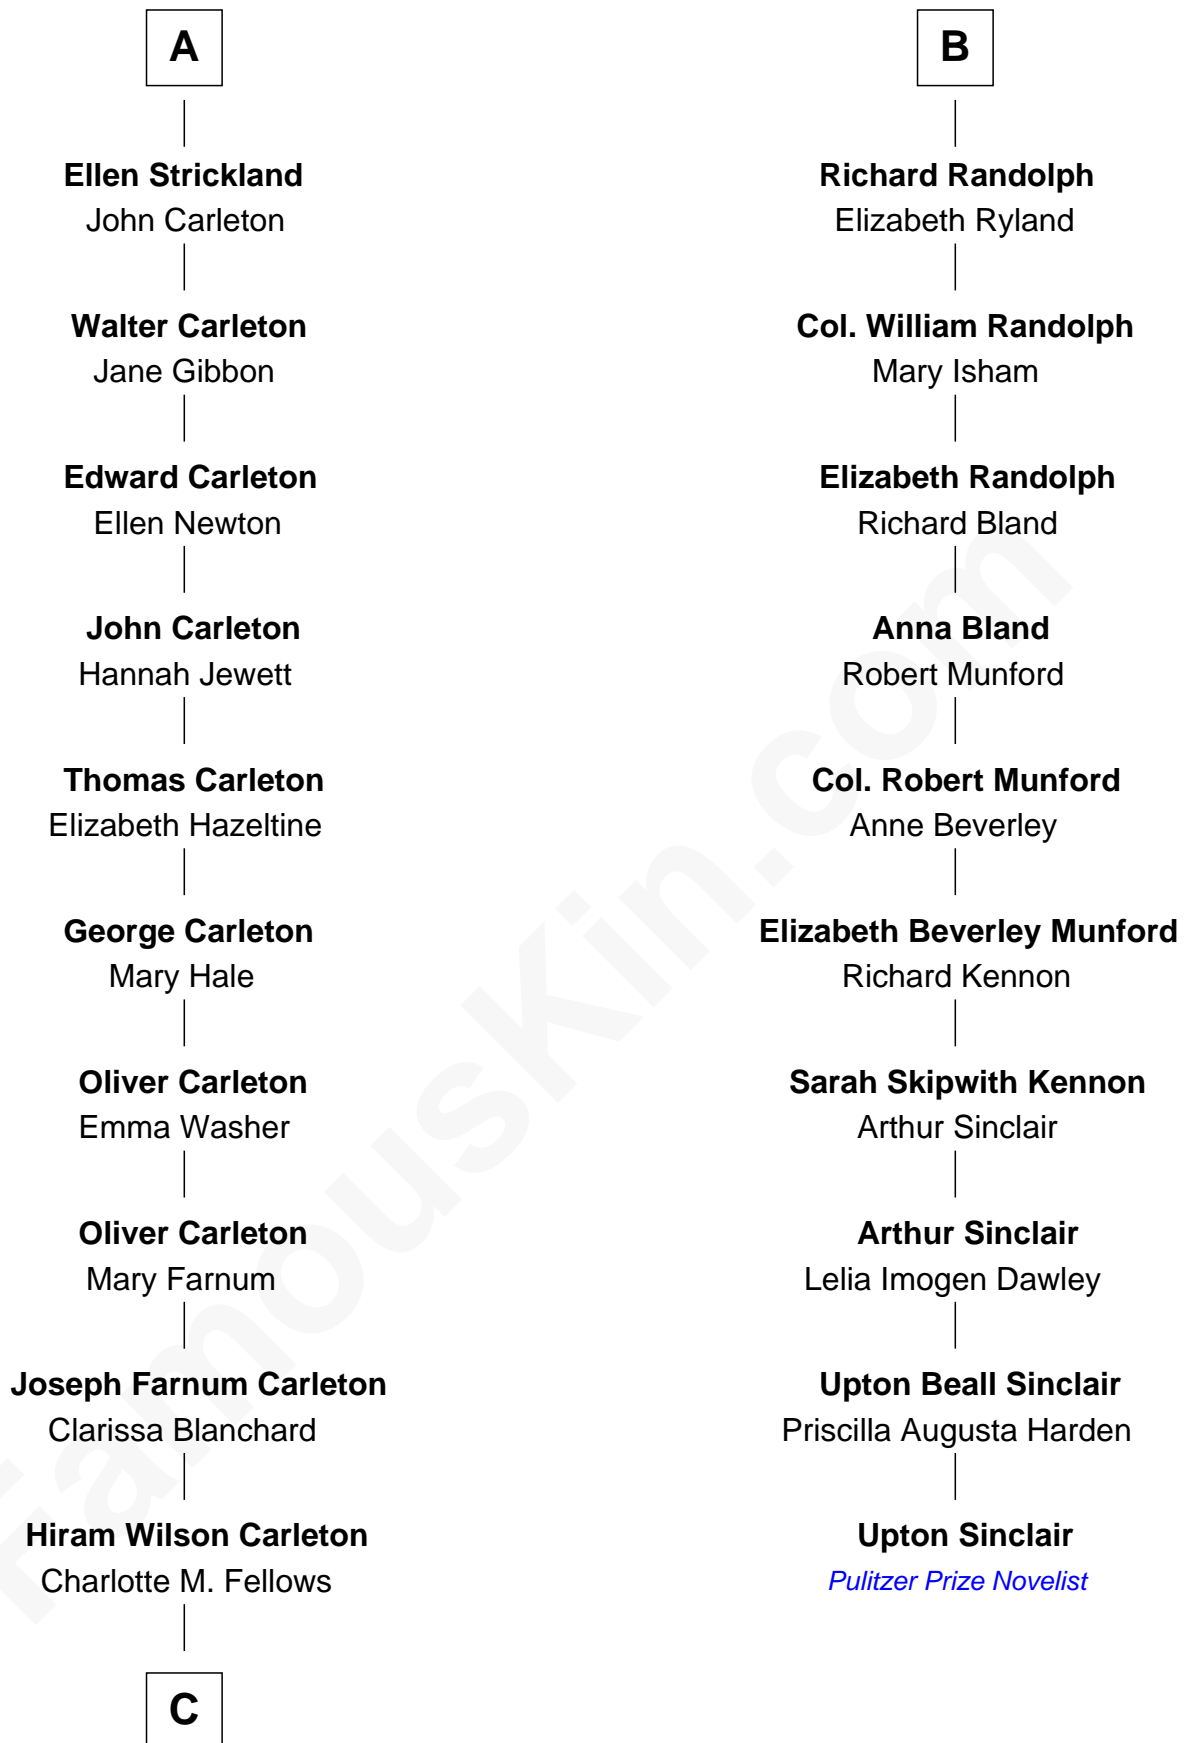 A
Ellen Strickland
John Carleton
Walter Carleton
Jane Gibbon
Edward Carleton
Ellen Newton
John Carleton
Hannah Jewett
Thomas Carleton
Elizabeth Hazeltine
George Carleton
Mary Hale
Oliver Carleton
Emma Washer
Oliver Carleton
Mary Farnum
Joseph Farnum Carleton
Clarissa Blanchard
Hiram Wilson Carleton
Charlotte M. Fellows
C
B
Richard Randolph
Elizabeth Ryland
Col. William Randolph
Mary Isham
Elizabeth Randolph
Richard Bland
Anna Bland
Robert Munford
Col. Robert Munford
Anne Beverley
Elizabeth Beverley Munford
Richard Kennon
Sarah Skipwith Kennon
Arthur Sinclair
Arthur Sinclair
Lelia Imogen Dawley
Upton Beall Sinclair
Priscilla Augusta Harden
Upton Sinclair
Pulitzer Prize Novelist
FamousKin.com